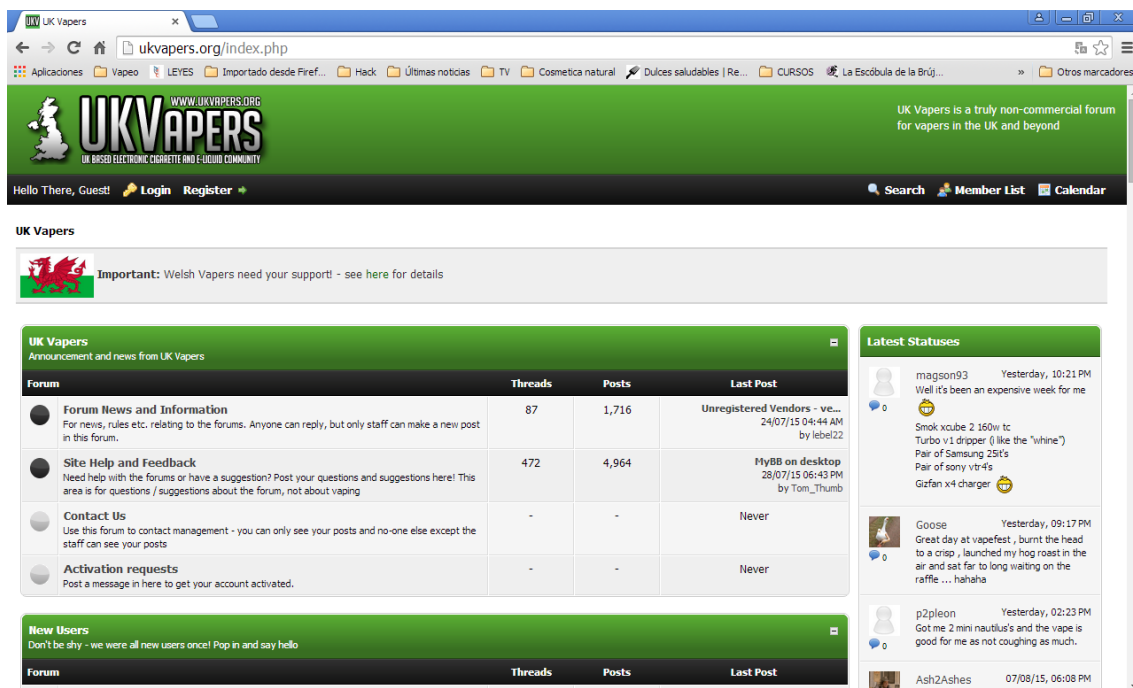 UKV UK Vapers
ukvapers.org/index.php
Aplicaciones Vapeo LEYES Importado desde Firef... Hack Últimas noticias TV Cosmetica natural Dulces saludables | Re... CURSOS La Escóbula de la Brúj... » Otros marcadores
WWW.UKVAPERS.ORG
UKVAPERS
UK BASED ELECTRONIC CIGARETTE AND E-LIQUID COMMUNITY
UK Vapers is a truly non-commercial forum
for vapers in the UK and beyond
Hello There, Guest! Login Register Search Member List Calendar
UK Vapers
Important: Welsh Vapers need your support! - see here for details
UK Vapers
Announcement and news from UK Vapers
Forum Threads Posts Last Post
Forum News and Information
For news, rules etc. relating to the forums. Anyone can reply, but only staff can make a new post
in this forum.
87 1,716
Unregistered Vendors - ve...
24/07/15 04:44 AM
by lebel22
Site Help and Feedback
Need help with the forums or have a suggestion? Post your questions and suggestions here! This
area is for questions / suggestions about the forum, not about vaping
472 4,964
MyBB on desktop
28/07/15 06:43 PM
by Tom_Thumb
Contact Us
Use this forum to contact management - you can only see your posts and no-one else except the
staff can see your posts
- - Never
Activation requests
Post a message in here to get your account activated.
- - Never
New Users
Don't be shy - we were all new users once! Pop in and say hello
Forum Threads Posts Last Post
Latest Statuses
magson93 Yesterday, 10:21 PM
Well it's been an expensive week for me
0
Smok xcube 2 160w tc
Turbo v1 dripper (i like the "whine")
Pair of Samsung 25it's
Pair of sony vtr4's
Gizfan x4 charger
Goose Yesterday, 09:17 PM
Great day at vapefest , burnt the head
to a crisp , launched my hog roast in the
air and sat far to long waiting on the
raffle ... hahaha
0
p2pleon Yesterday, 02:23 PM
Got me 2 mini nautilus's and the vape is
good for me as not coughing as much.
0
Ash2Ashes 07/08/15, 06:08 PM